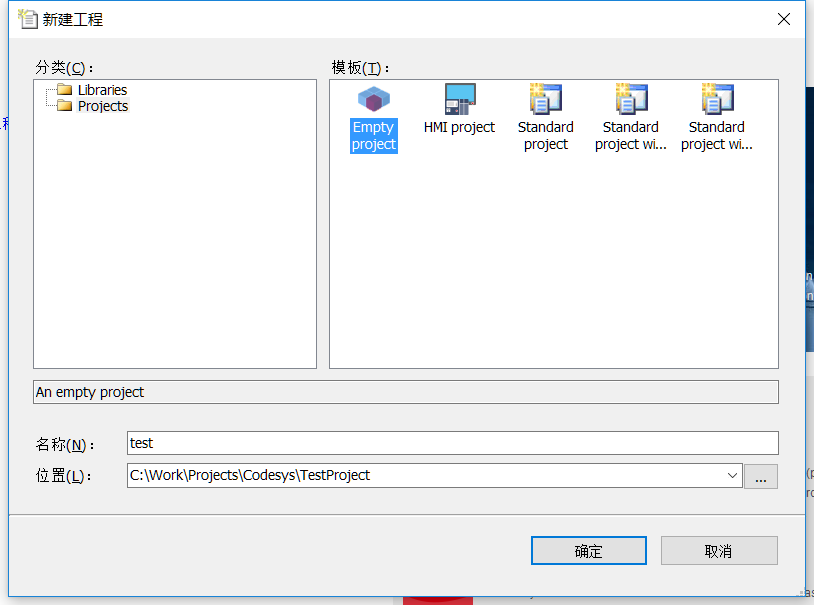 新建工程
分类(C)：
模板(T)：
Libraries
Projects
Empty project
HMI project
Standard project
Standard project wi...
Standard project wi...
An empty project
名称(N)：
test
位置(L)：
C:\Work\Projects\Codesys\TestProject
...
确定
取消